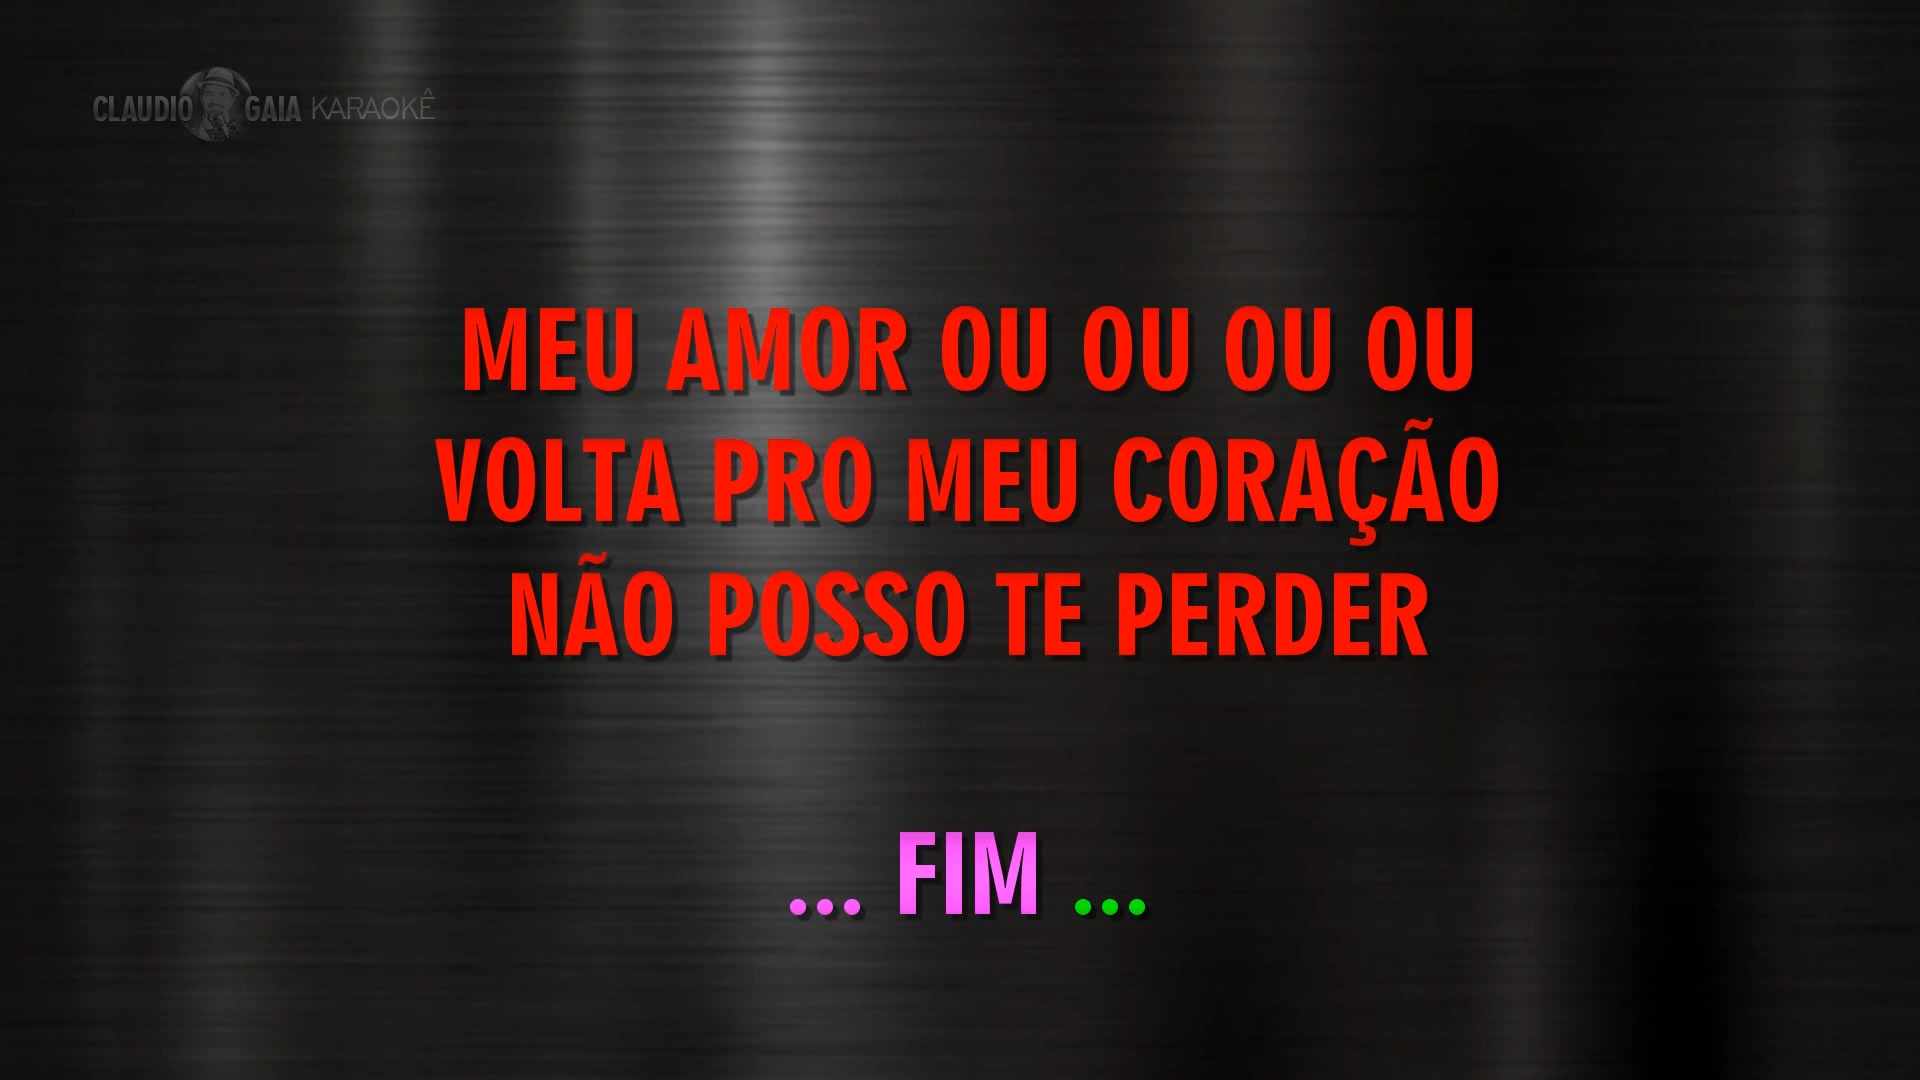 CLAUDIO GAIA KARAOKÊ
MEU AMOR OU OU OU OU
VOLTA PRO MEU CORAÇÃO
NÃO POSSO TE PERDER
... FIM ...